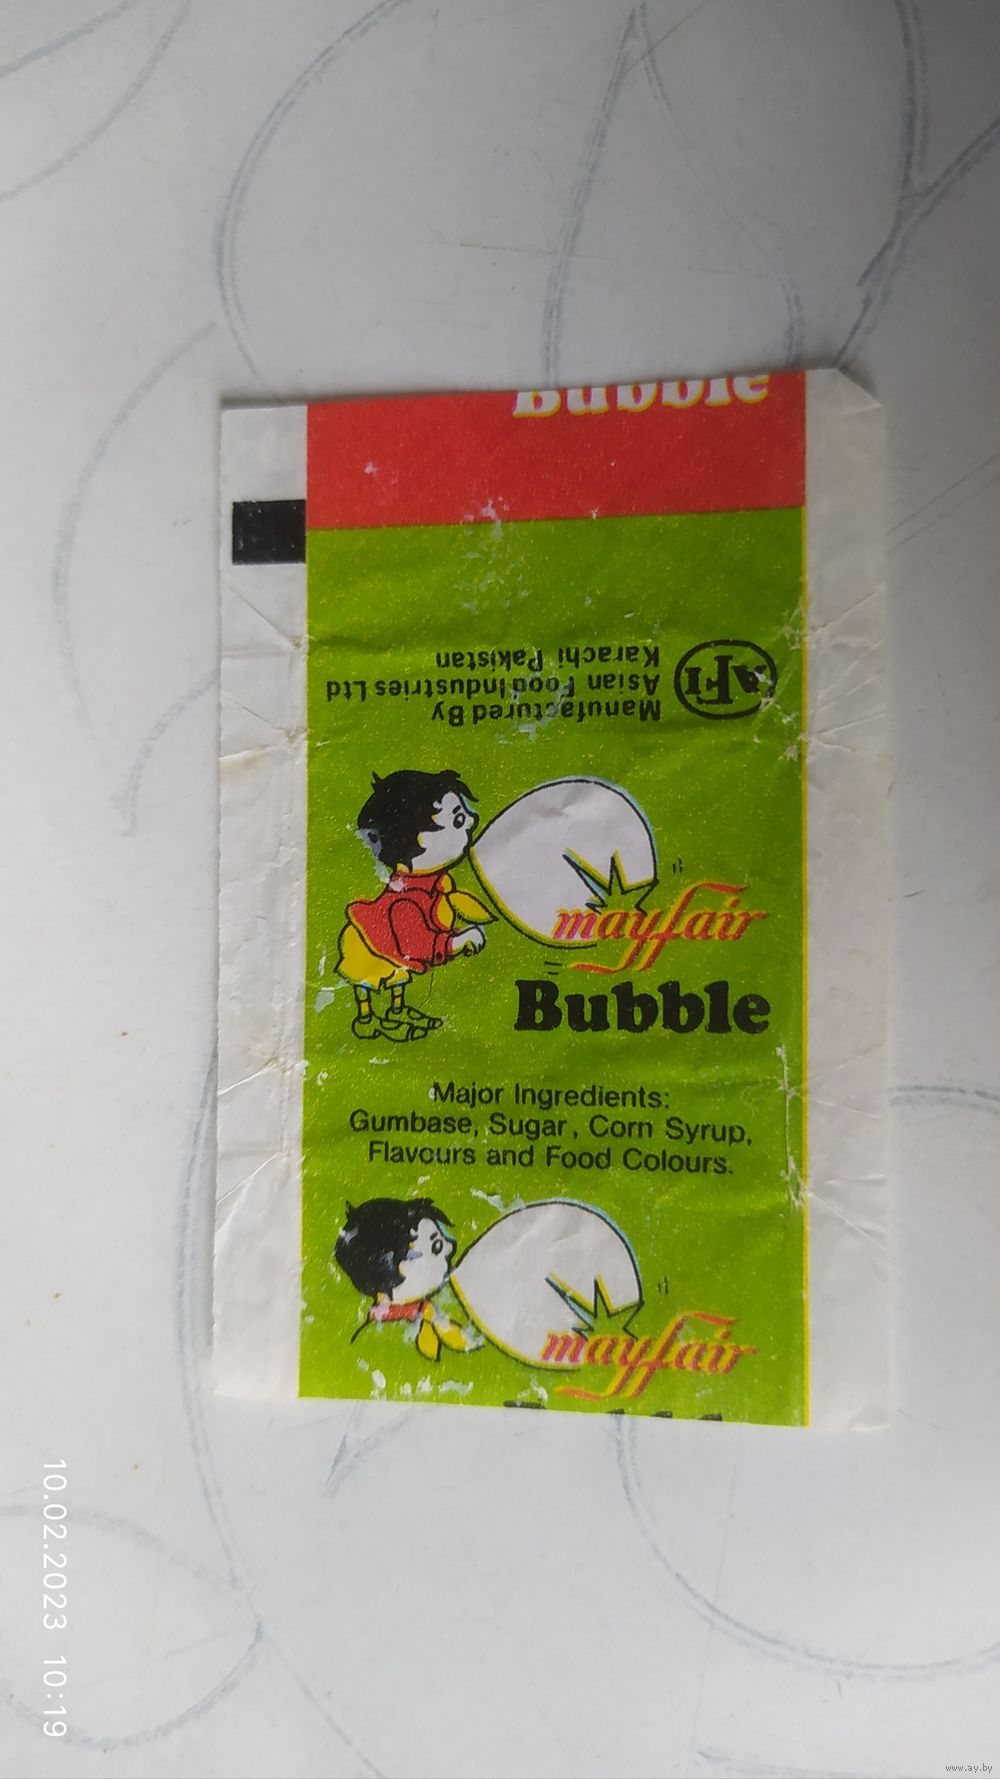 Bubble
Manufactured By
Asian Food Industries Ltd
Karachi Pakistan
AFI
mayfair
Bubble
Major Ingredients:
Gumbase, Sugar, Corn Syrup,
Flavours and Food Colours.
mayfair
10.02.2023 10:19
www.ay.by